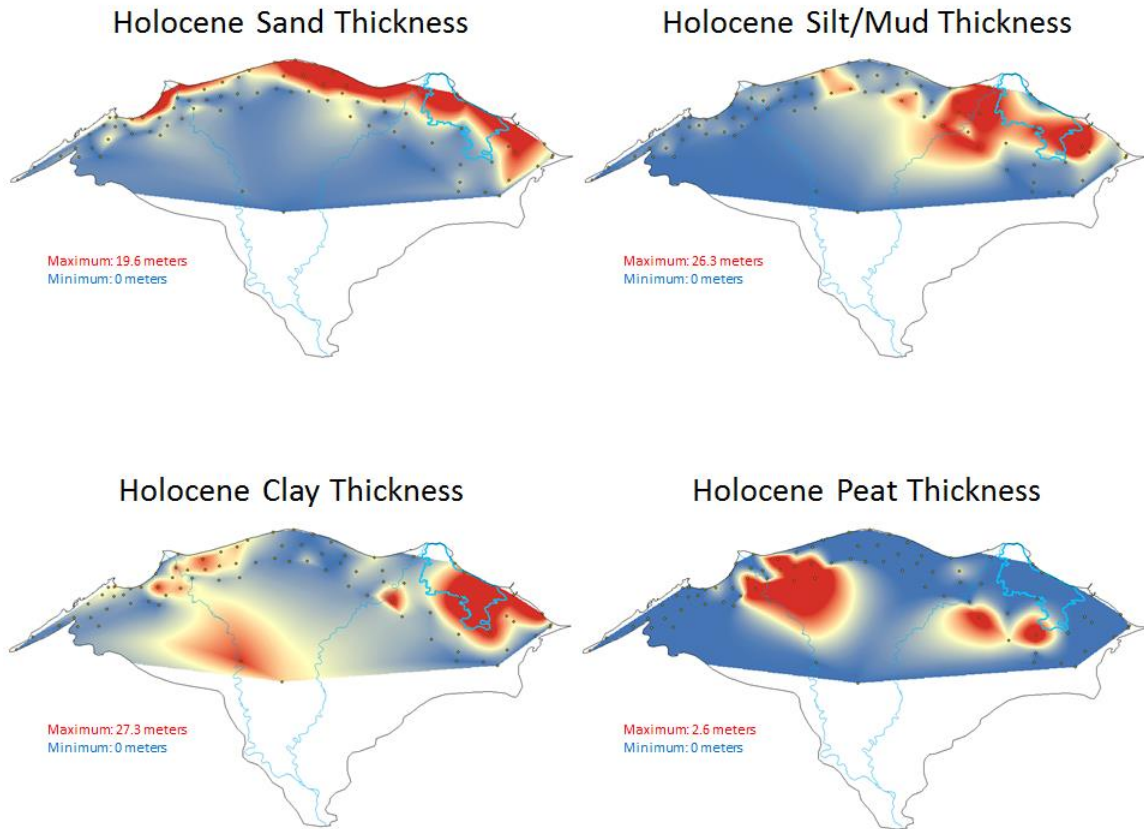 Holocene Sand Thickness
Holocene Silt/Mud Thickness
Maximum: 19.6 meters
Minimum: 0 meters
Maximum: 26.3 meters
Minimum: 0 meters
Holocene Clay Thickness
Holocene Peat Thickness
Maximum: 27.3 meters
Minimum: 0 meters
Maximum: 2.6 meters
Minimum: 0 meters